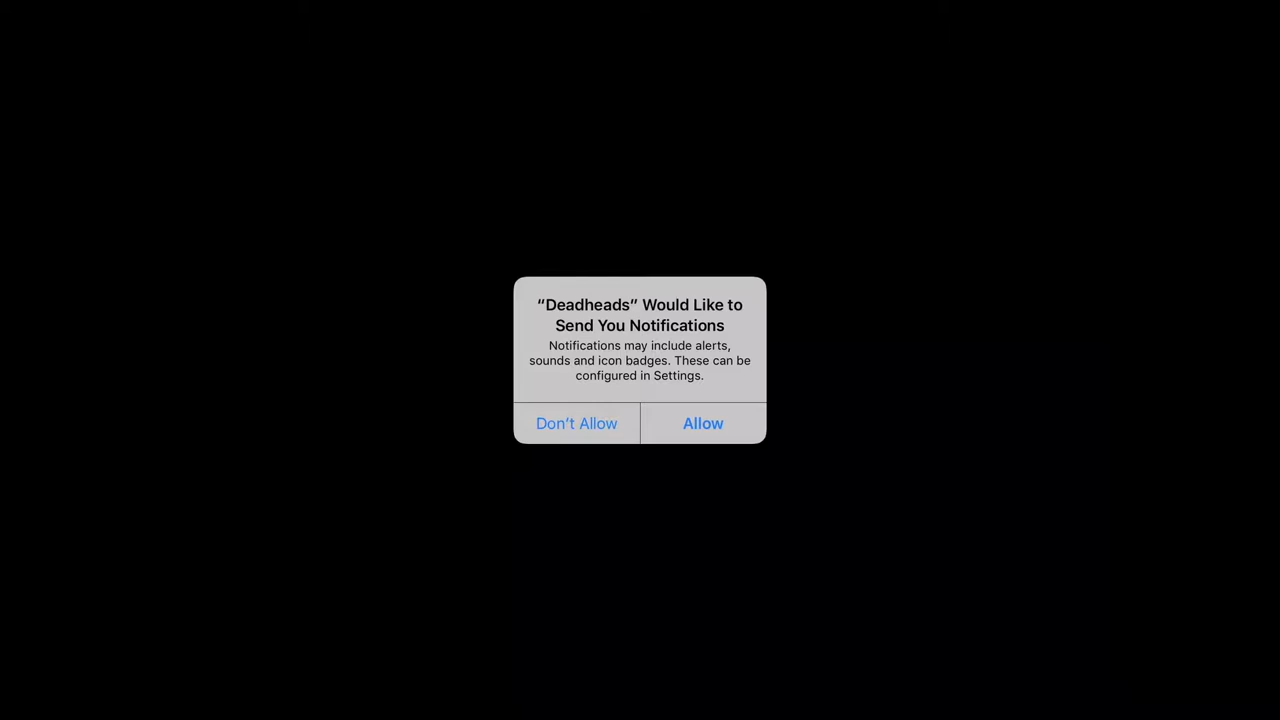 “Deadheads” Would Like to
Send You Notifications
Notifications may include alerts,
sounds and icon badges. These can be
configured in Settings.
Don’t Allow
Allow